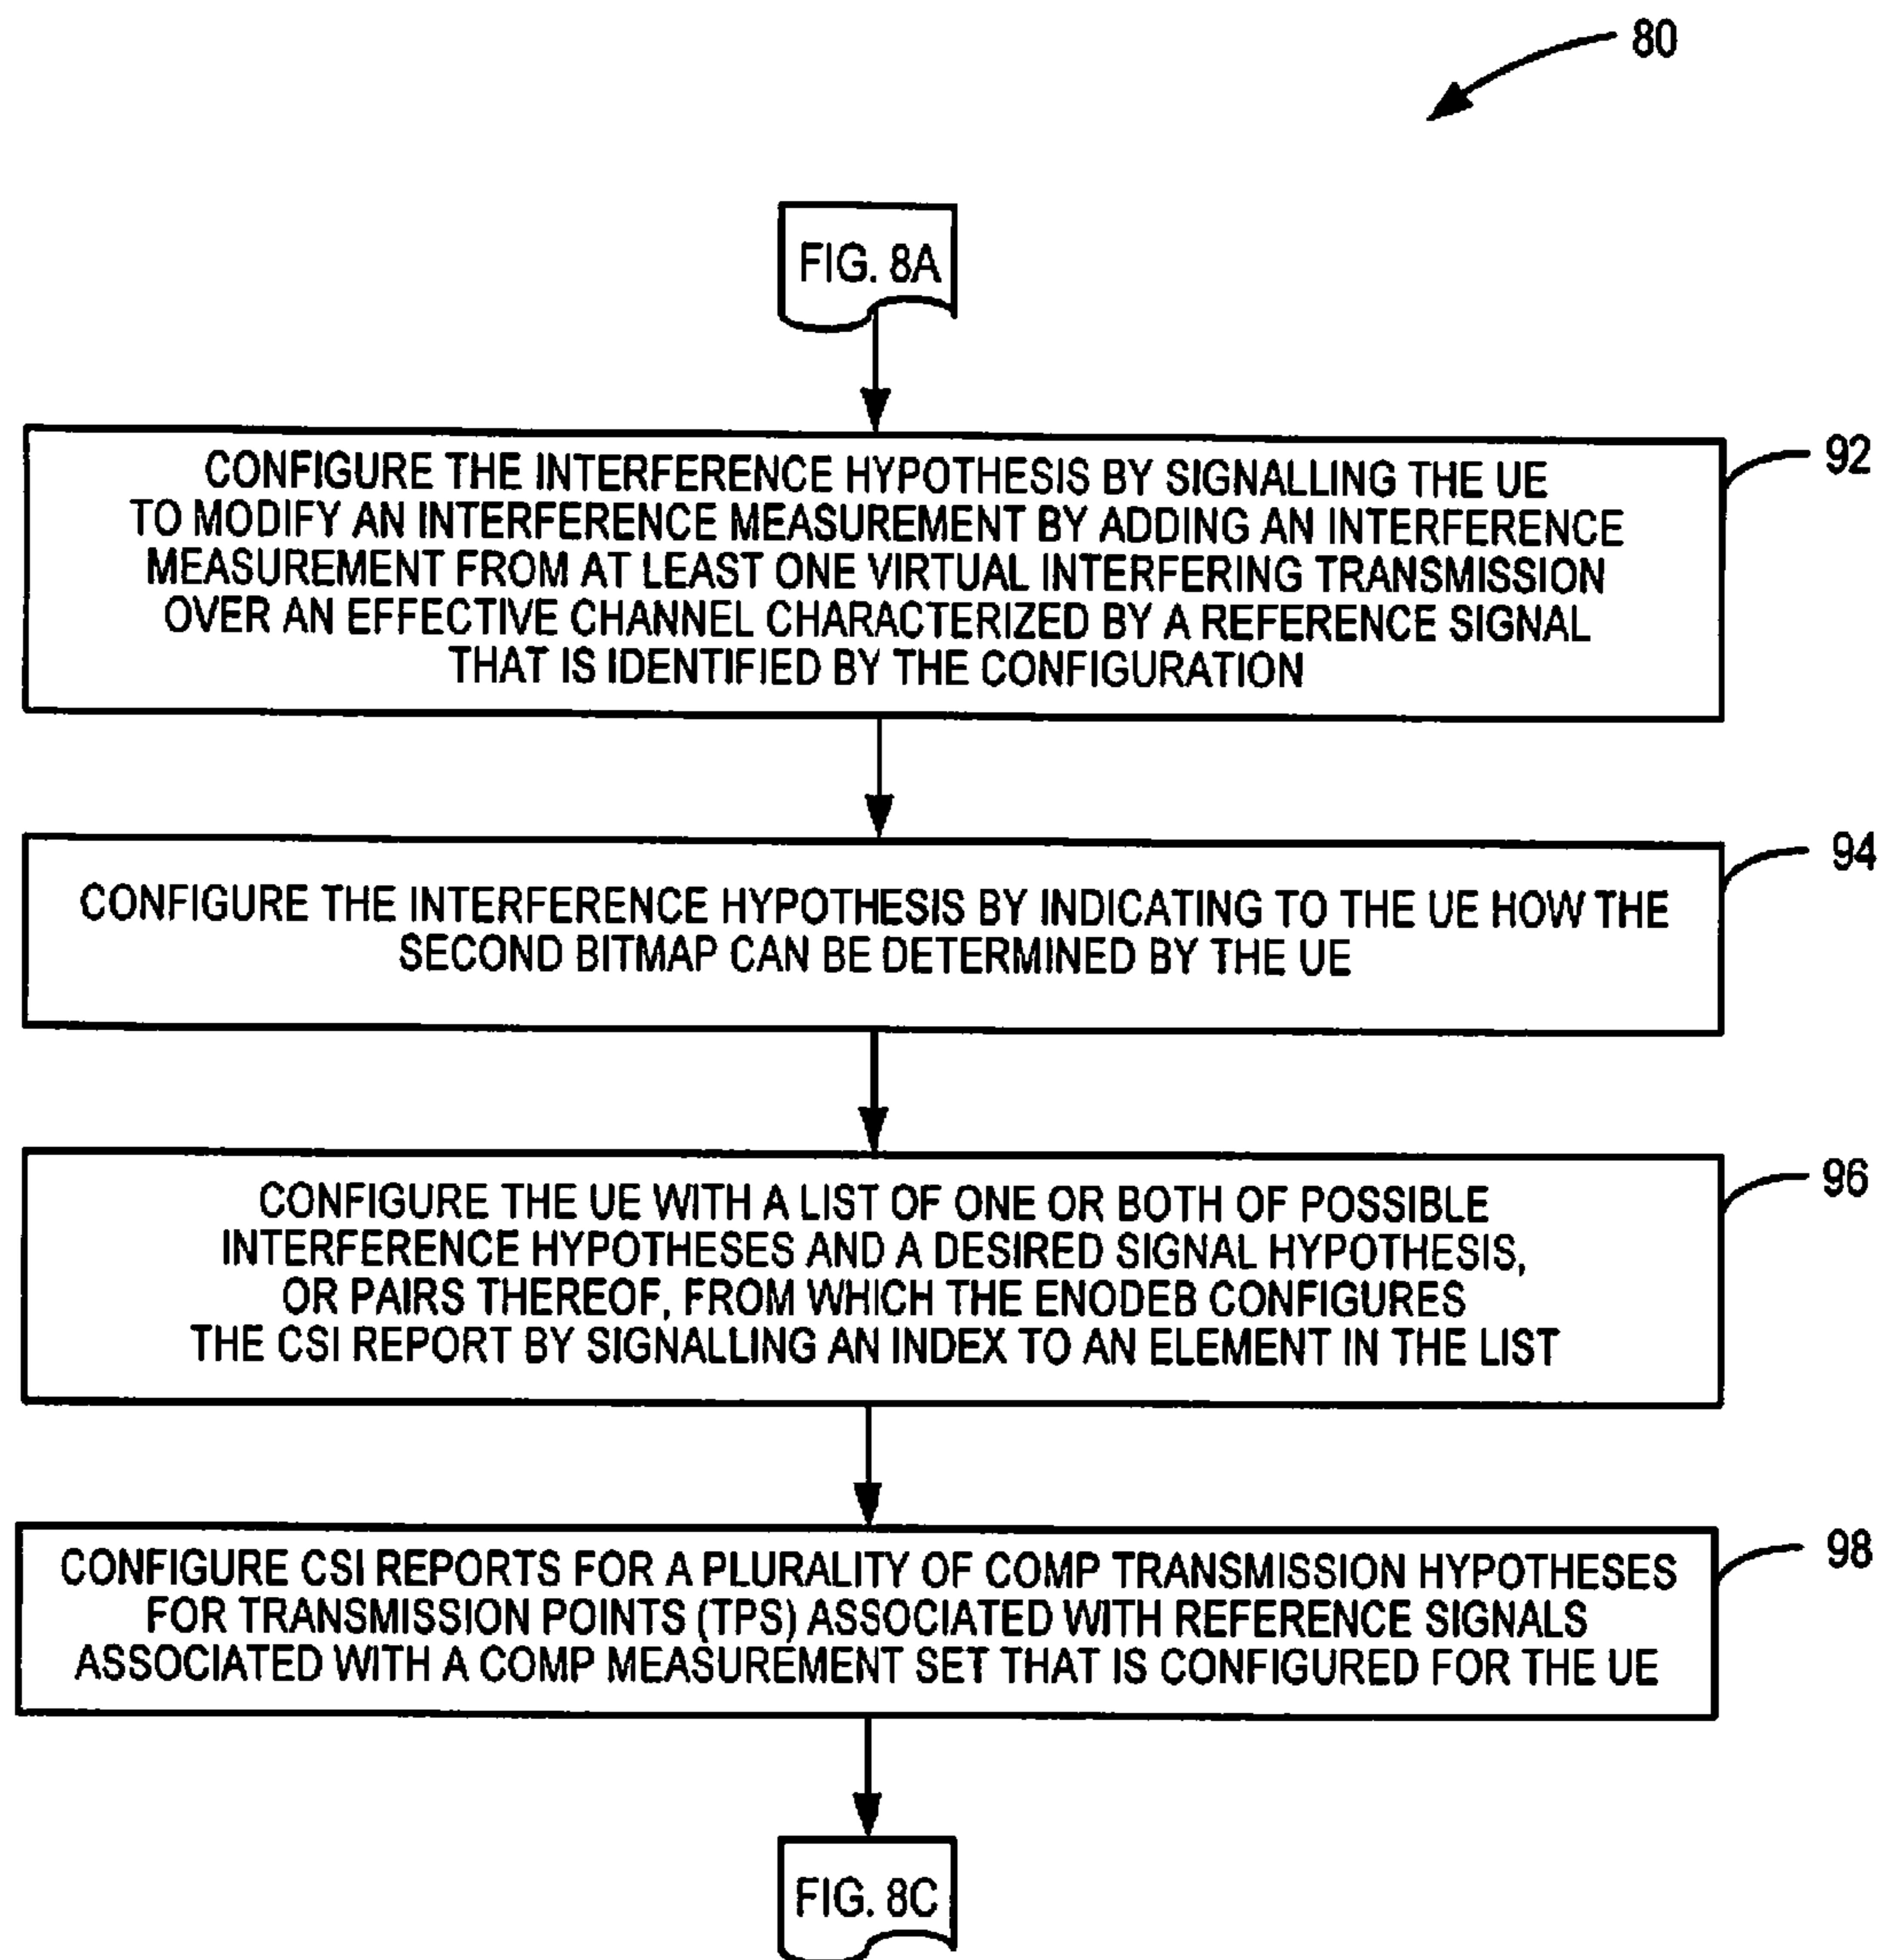 80
FIG. 8A
CONFIGURE THE INTERFERENCE HYPOTHESIS BY SIGNALLING THE UE
TO MODIFY AN INTERFERENCE MEASUREMENT BY ADDING AN INTERFERENCE
MEASUREMENT FROM AT LEAST ONE VIRTUAL INTERFERING TRANSMISSION
OVER AN EFFECTIVE CHANNEL CHARACTERIZED BY A REFERENCE SIGNAL
THAT IS IDENTIFIED BY THE CONFIGURATION
92
CONFIGURE THE INTERFERENCE HYPOTHESIS BY INDICATING TO THE UE HOW THE
SECOND BITMAP CAN BE DETERMINED BY THE UE
94
CONFIGURE THE UE WITH A LIST OF ONE OR BOTH OF POSSIBLE
INTERFERENCE HYPOTHESES AND A DESIRED SIGNAL HYPOTHESIS,
OR PAIRS THEREOF, FROM WHICH THE ENODEB CONFIGURES
THE CSI REPORT BY SIGNALLING AN INDEX TO AN ELEMENT IN THE LIST
96
CONFIGURE CSI REPORTS FOR A PLURALITY OF COMP TRANSMISSION HYPOTHESES
FOR TRANSMISSION POINTS (TPS) ASSOCIATED WITH REFERENCE SIGNALS
ASSOCIATED WITH A COMP MEASUREMENT SET THAT IS CONFIGURED FOR THE UE
98
FIG. 8C